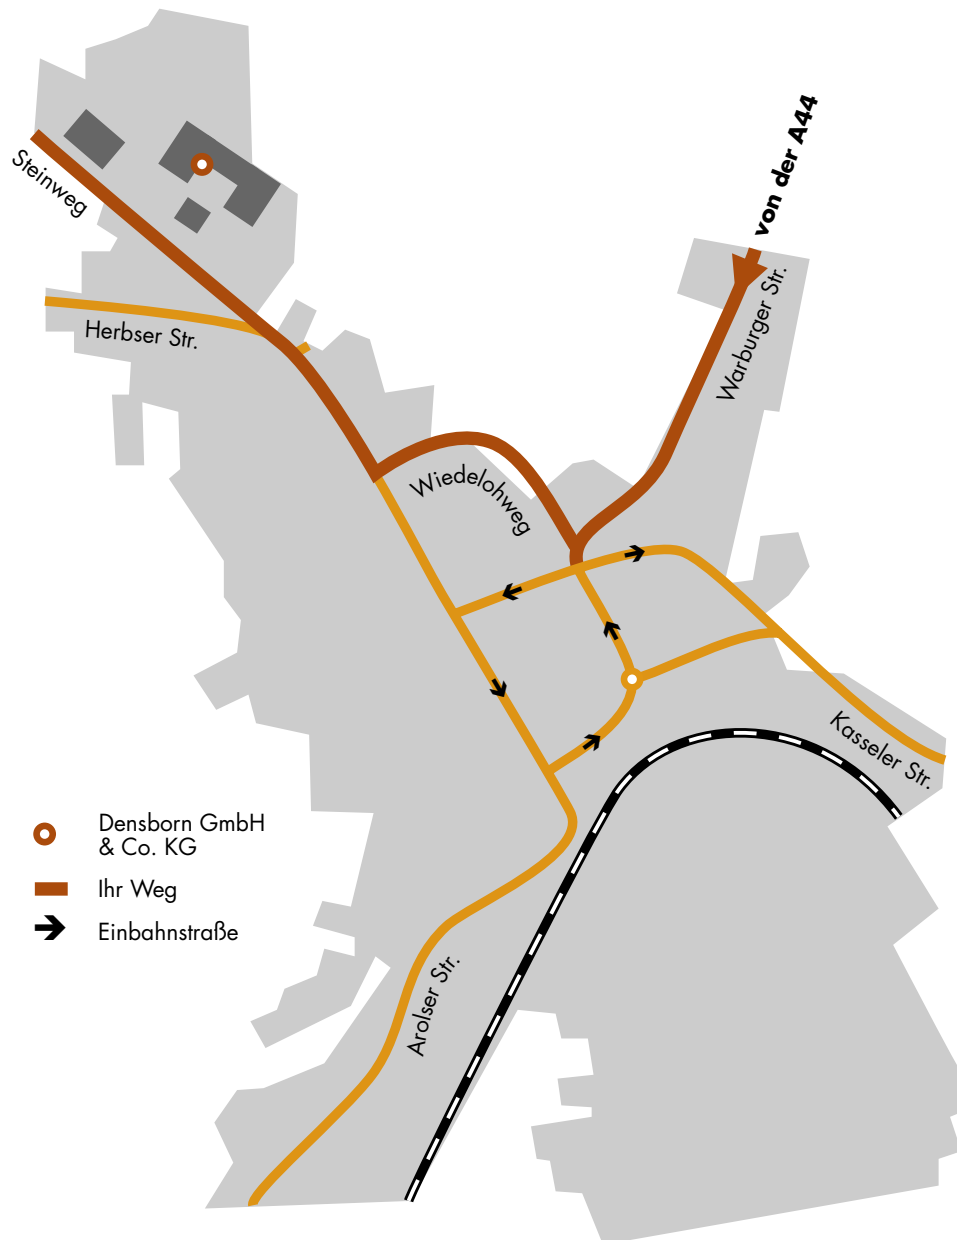 von der A44
Steinweg
Warburger Str.
Herbser Str.
Wiedelohweg
Kasseler Str.
Densborn GmbH
& Co. KG
Ihr Weg
Einbahnstraße
Arolser Str.